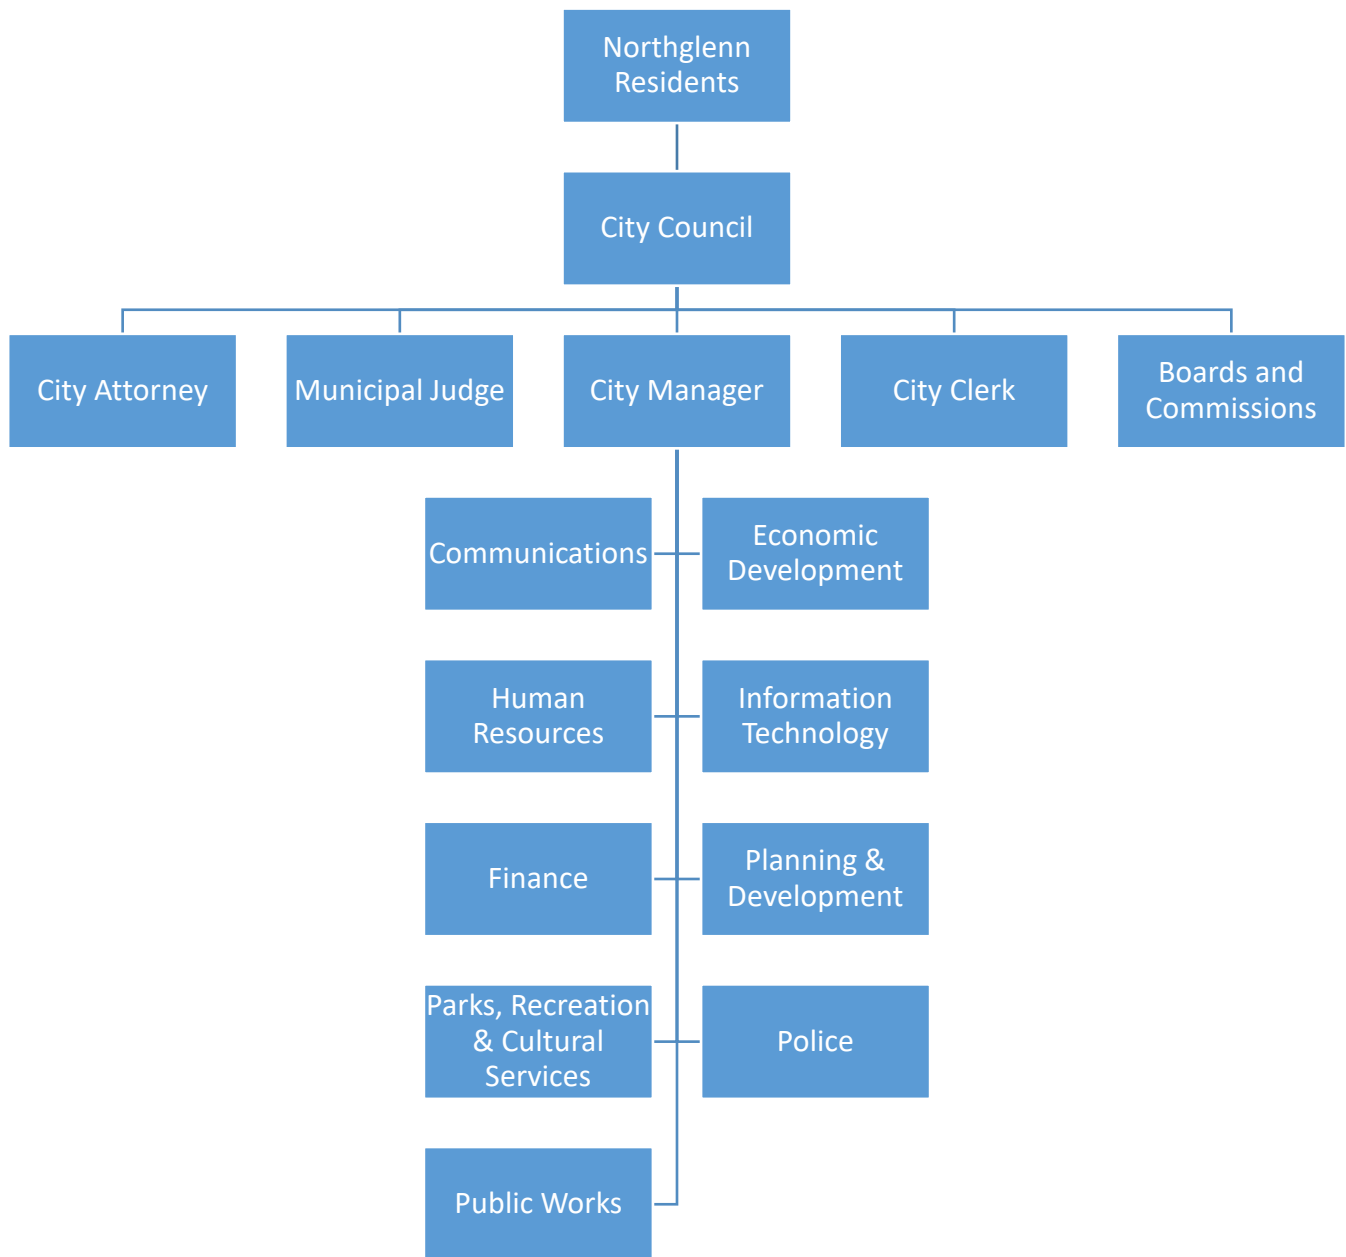 Northglenn
Residents
City Council
City Attorney
Municipal Judge
City Manager
City Clerk
Boards and
Commissions
Communications
Economic
Development
Human
Resources
Information
Technology
Finance
Planning &
Development
Parks, Recreation
& Cultural
Services
Police
Public Works